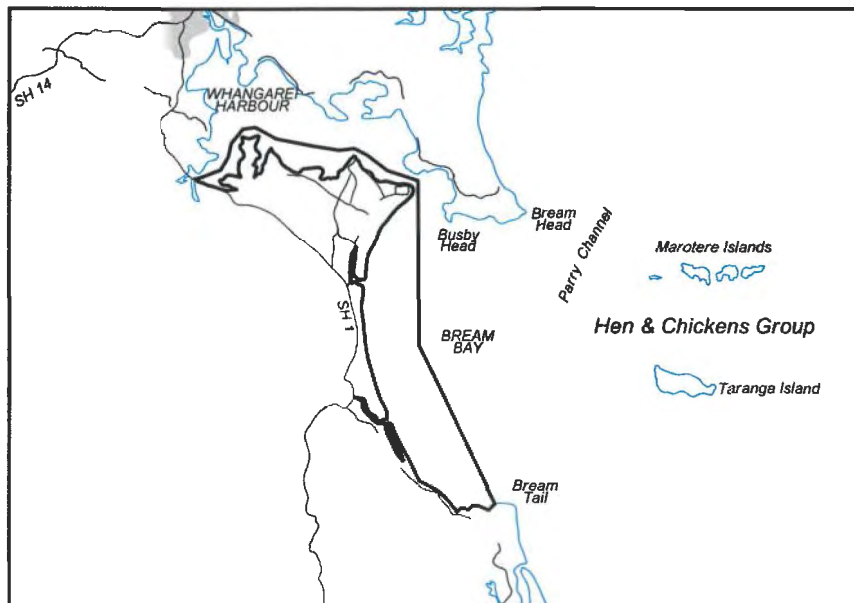 SH 14
WHANGAREI
HARBOUR
Busby
Head
Bream
Head
Parry Channel
Marotere Islands
Hen & Chickens Group
SH 1
BREAM
BAY
Taranga Island
Bream
Tail